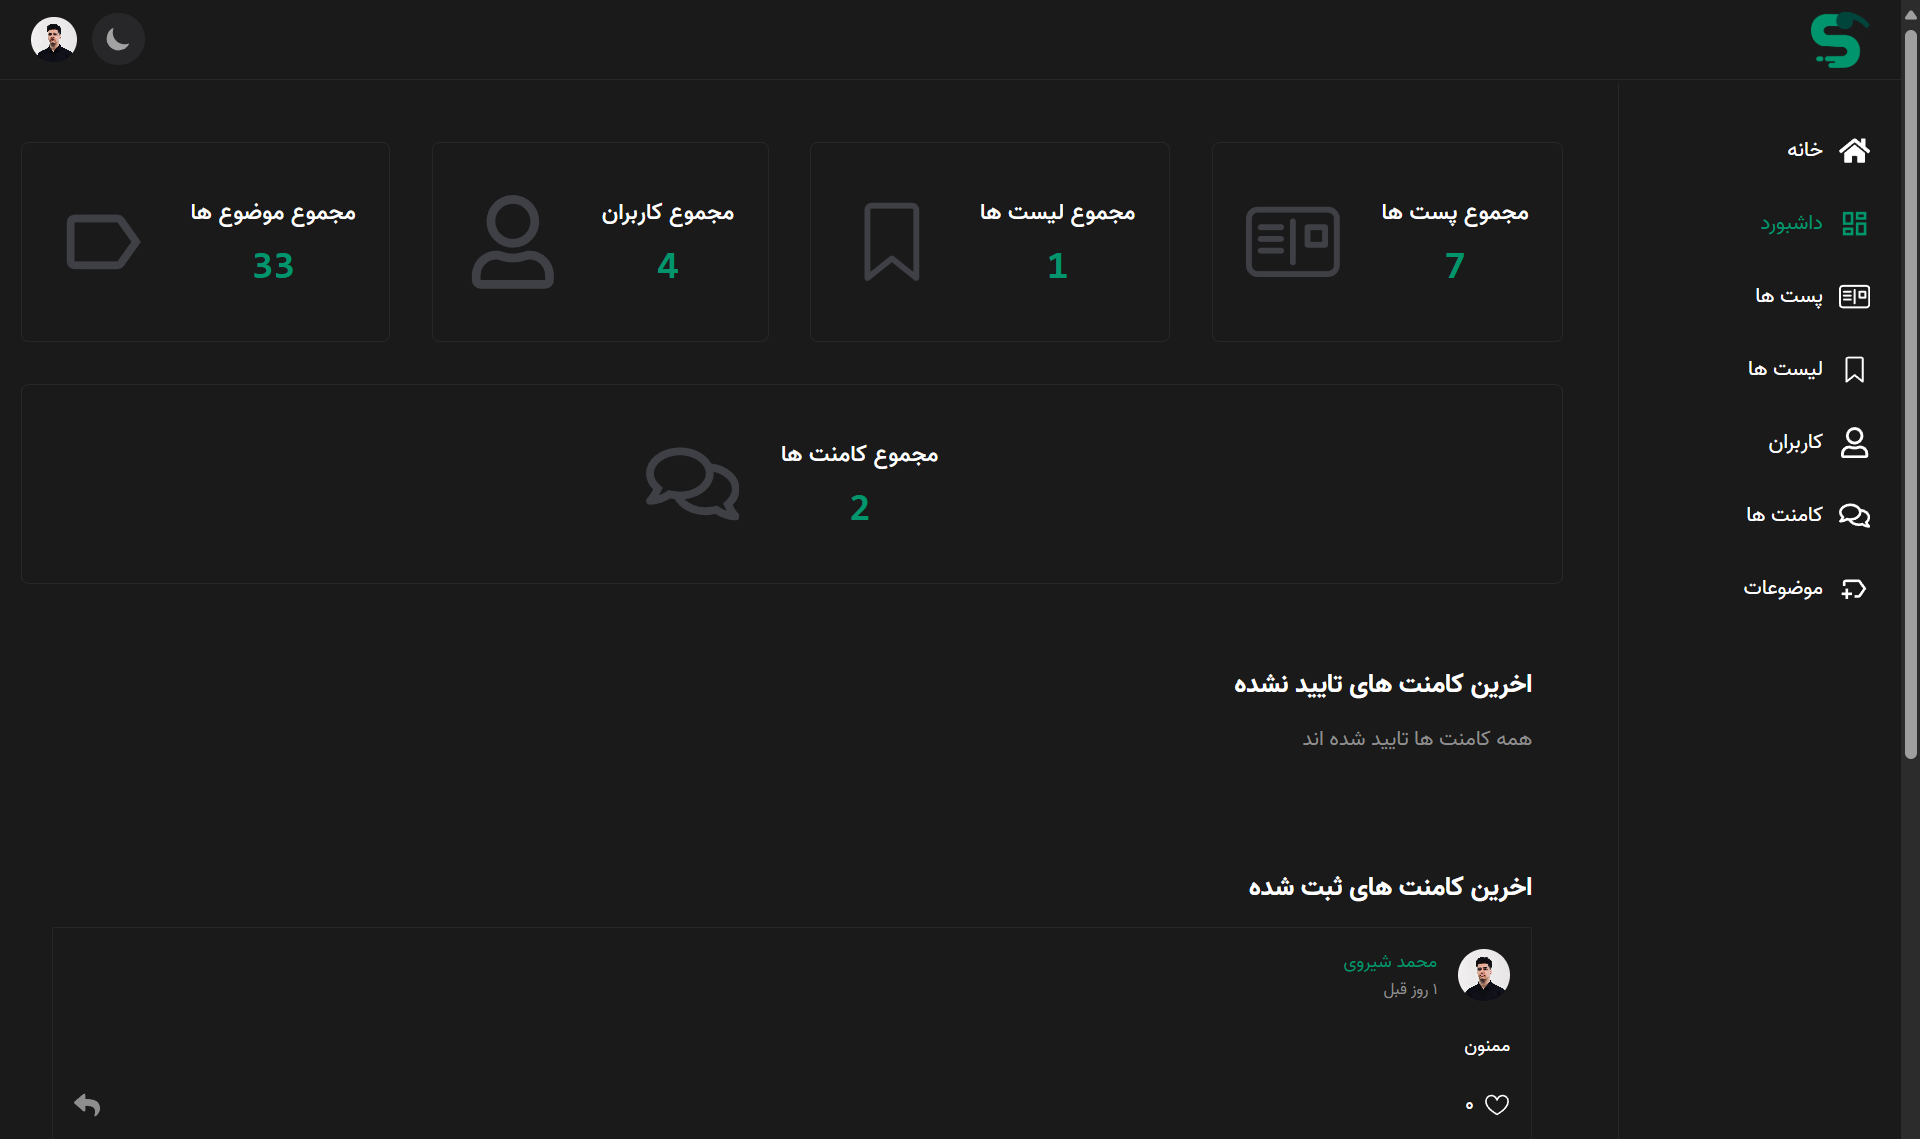 خانه
داشبورد
پست ها
لیست ها
کاربران
کامنت ها
موضوعات
مجموع پست ها
7
مجموع لیست ها
1
مجموع کاربران
4
مجموع موضوع ها
33
مجموع کامنت ها
2
اخرین کامنت های تایید نشده
همه کامنت ها تایید شده اند
اخرین کامنت های ثبت شده
محمد شیروی
۱ روز قبل
ممنون
۰